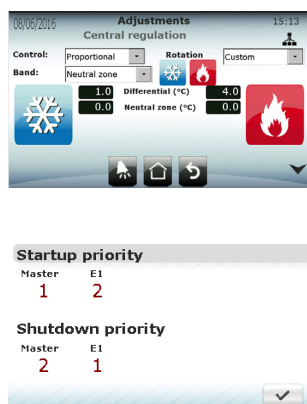 08/06/2016 Adjustments 15:13
Central regulation
Control: Proportional Rotation Custom
Band: Neutral zone
1.0 Differential (°C) 4.0
0.0 Neutral zone (°C) 0.0
Startup priority
Master E1
1 2
Shutdown priority
Master E1
2 1